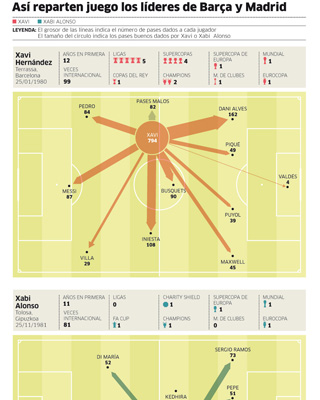 Así reparten juego los líderes de Barça y Madrid
XAVI XABI ALONSO
LEYENDA: El grosor de las líneas indica el número de pases dados a cada jugador
El tamaño del círculo indica los pases buenos dados por Xavi o Xabi Alonso
Xavi
Hernández
Terrassa,
Barcelona
25/01/1980
AÑOS EN PRIMERA
12
VECES
INTERNACIONAL
99
LIGAS
5
COPAS DEL REY
1
SUPERCOPAS
4
CHAMPIONS
2
SUPERCOPA DE
EUROPA
1
M. DE CLUBES
1
MUNDIAL
1
EUROCOPA
1
PEDRO
84
PASES MALOS
82
DANI ALVES
162
XAVI
794
PIQUÉ
49
VALDÉS
4
MESSI
87
BUSQUETS
90
PUYOL
39
INIESTA
108
VILLA
29
MAXWELL
45
Xabi
Alonso
Tolosa,
Gipuzkoa
25/11/1981
AÑOS EN PRIMERA
11
VECES
INTERNACIONAL
81
LIGAS
0
FA CUP
1
CHARITY SHIELD
1
CHAMPIONS
1
SUPERCOPA DE
EUROPA
1
M. DE CLUBES
0
MUNDIAL
1
EUROCOPA
1
DI MARÍA
52
SERGIO RAMOS
73
KEDHIRA
PEPE
51